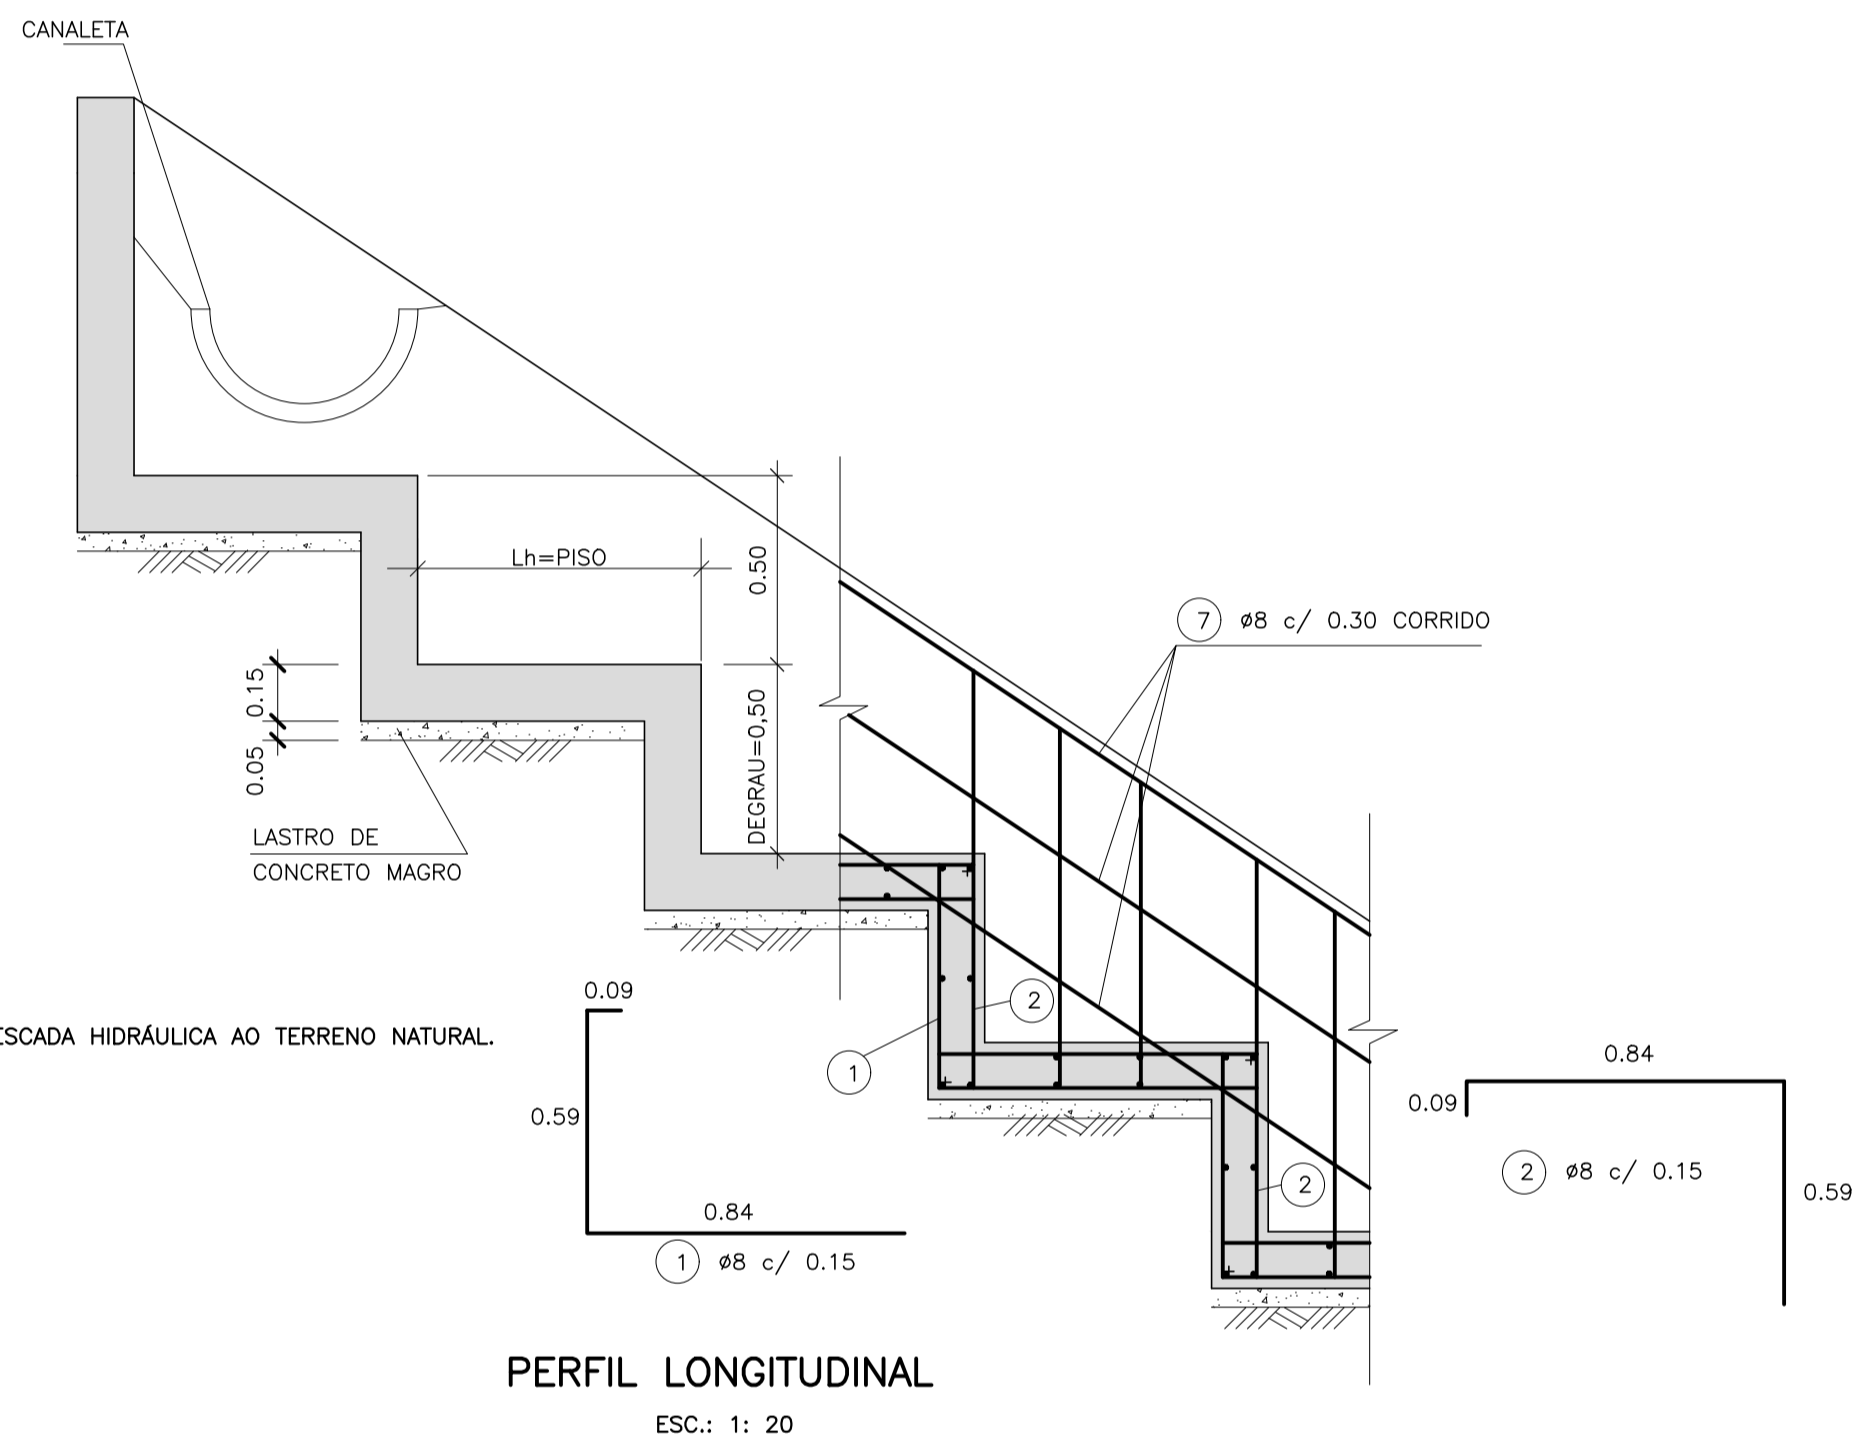 CANALETA
Lh=PISO
0.50
DEGRAU=0,50
0.15
0.05
LASTRO DE
CONCRETO MAGRO
7 ø8 c/ 0.30 CORRIDO
ESCADA HIDRÁULICA AO TERRENO NATURAL.
0.09
0.59
0.84
1 ø8 c/ 0.15
1
2
2
0.84
0.09
2 ø8 c/ 0.15
0.59
PERFIL LONGITUDINAL
ESC.: 1: 20